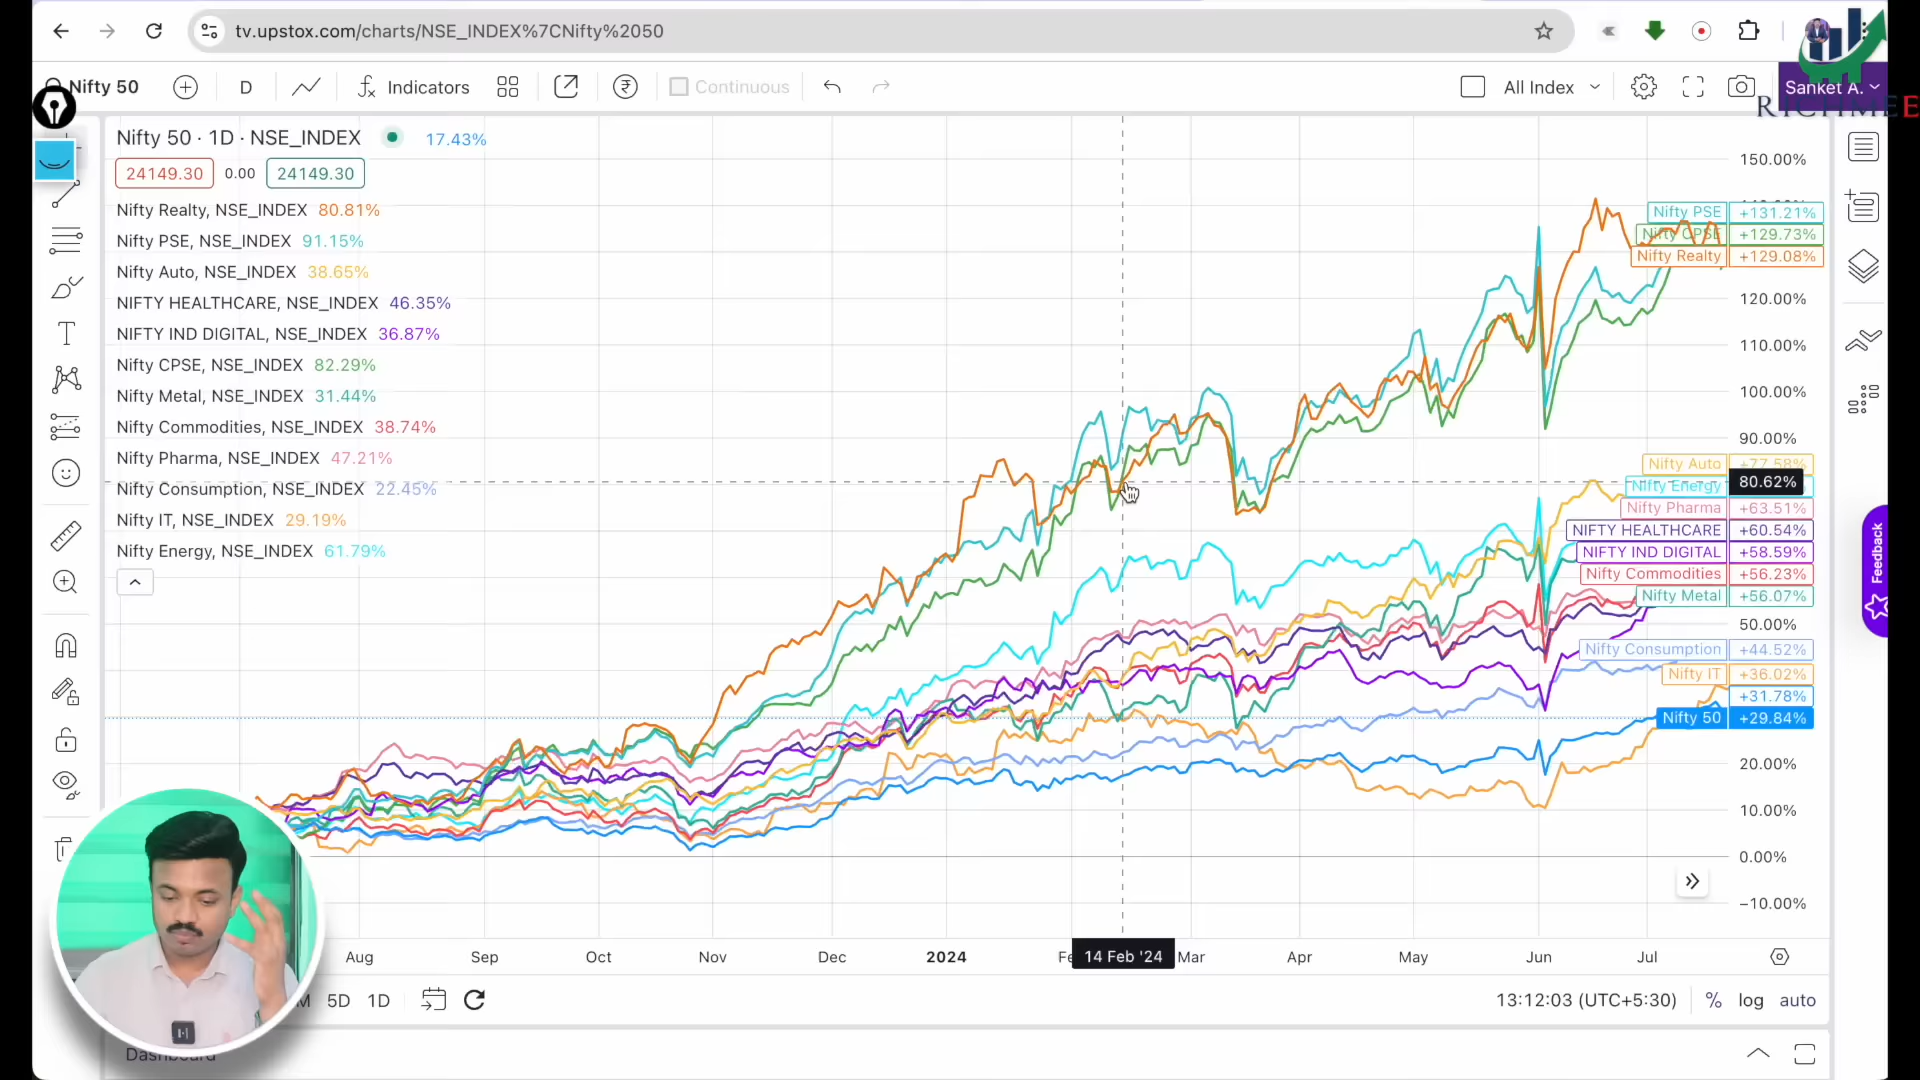 tv.upstox.com/charts/NSE_INDEX%7CNifty%2050
Nifty 50
D
Indicators
Continuous
All Index
Sanket A.
RICHMEE
Nifty 50 · 1D · NSE_INDEX
17.43%
24149.30
0.00
24149.30
Nifty Realty, NSE_INDEX 80.81%
Nifty PSE, NSE_INDEX 91.15%
Nifty Auto, NSE_INDEX 38.65%
NIFTY HEALTHCARE, NSE_INDEX 46.35%
NIFTY IND DIGITAL, NSE_INDEX 36.87%
Nifty CPSE, NSE_INDEX 82.29%
Nifty Metal, NSE_INDEX 31.44%
Nifty Commodities, NSE_INDEX 38.74%
Nifty Pharma, NSE_INDEX 47.21%
Nifty Consumption, NSE_INDEX 22.45%
Nifty IT, NSE_INDEX 29.19%
Nifty Energy, NSE_INDEX 61.79%
150.00%
Nifty PSE +131.21%
Nifty CPSE +129.73%
Nifty Realty +129.08%
120.00%
110.00%
100.00%
90.00%
Nifty Auto +77.58%
80.62%
Nifty Energy
Nifty Pharma +63.51%
NIFTY HEALTHCARE +60.54%
NIFTY IND DIGITAL +58.59%
Nifty Commodities +56.23%
Nifty Metal +56.07%
50.00%
Nifty Consumption +44.52%
Nifty IT +36.02%
+31.78%
Nifty 50 +29.84%
20.00%
10.00%
0.00%
−10.00%
Feedback
Aug
Sep
Oct
Nov
Dec
2024
14 Feb '24
Mar
Apr
May
Jun
Jul
5D
1D
13:12:03 (UTC+5:30)
%
log
auto
Dashboard